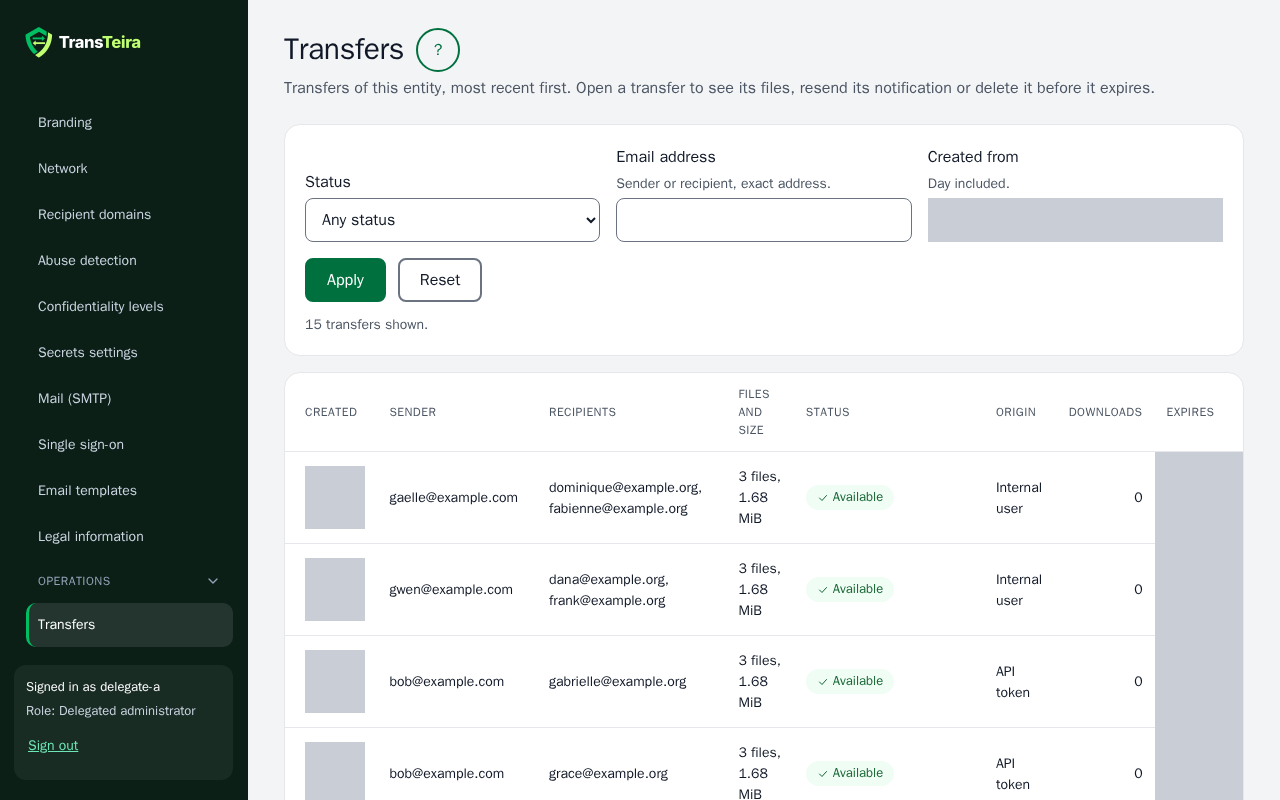 TransTeira
Branding
Network
Recipient domains
Abuse detection
Confidentiality levels
Secrets settings
Mail (SMTP)
Single sign-on
Email templates
Legal information
OPERATIONS
Transfers
Signed in as delegate-a
Role: Delegated administrator
Sign out
Transfers ?
Transfers of this entity, most recent first. Open a transfer to see its files, resend its notification or delete it before it expires.
Status
Any status
Email address
Sender or recipient, exact address.
Created from
Day included.
Apply Reset
15 transfers shown.
CREATED SENDER RECIPIENTS FILES AND SIZE STATUS ORIGIN DOWNLOADS EXPIRES
gaelle@example.com dominique@example.org, fabienne@example.org 3 files, 1.68 MiB Available Internal user 0
gwen@example.com dana@example.org, frank@example.org 3 files, 1.68 MiB Available Internal user 0
bob@example.com gabrielle@example.org 3 files, 1.68 MiB Available API token 0
bob@example.com grace@example.org 3 files, 1.68 MiB Available API token 0